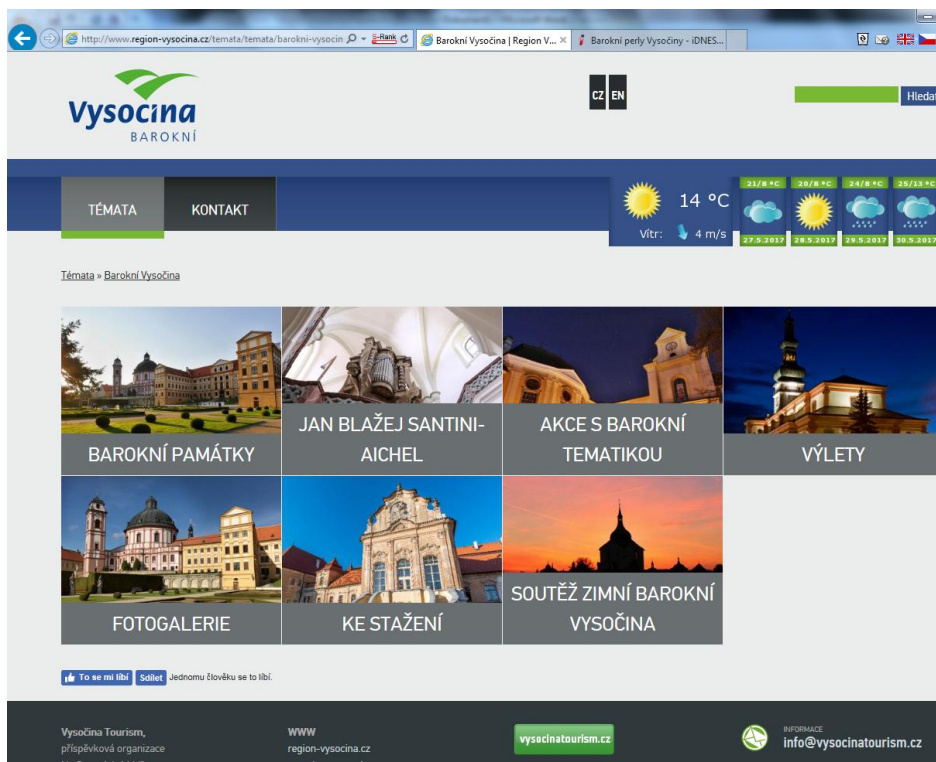 http://www.region-vysocina.cz/temata/temata/barokni-vysocin
S-Rank
Barokní Vysočina | Region V...
Barokní perly Vysočiny - iDNES...
Vysočina
BAROKNÍ
CZ EN
Hledat
TÉMATA
KONTAKT
14 °C
Vítr: 4 m/s
21/8 °C 20/8 °C 24/8 °C 25/13 °C
27.5.2017 28.5.2017 29.5.2017 30.5.2017
Témata » Barokní Vysočina
BAROKNÍ PAMÁTKY
JAN BLAŽEJ SANTINI-
AICHEL
AKCE S BAROKNÍ
TEMATIKOU
VÝLETY
FOTOGALERIE
KE STAŽENÍ
SOUTĚŽ ZIMNÍ BAROKNÍ
VYSOČINA
To se mi líbí Sdílet Jednomu člověku se to líbí.
Vysočina Tourism,
příspěvková organizace
WWW
region-vysocina.cz
vysocinatourism.cz
INFORMACE
info@vysocinatourism.cz